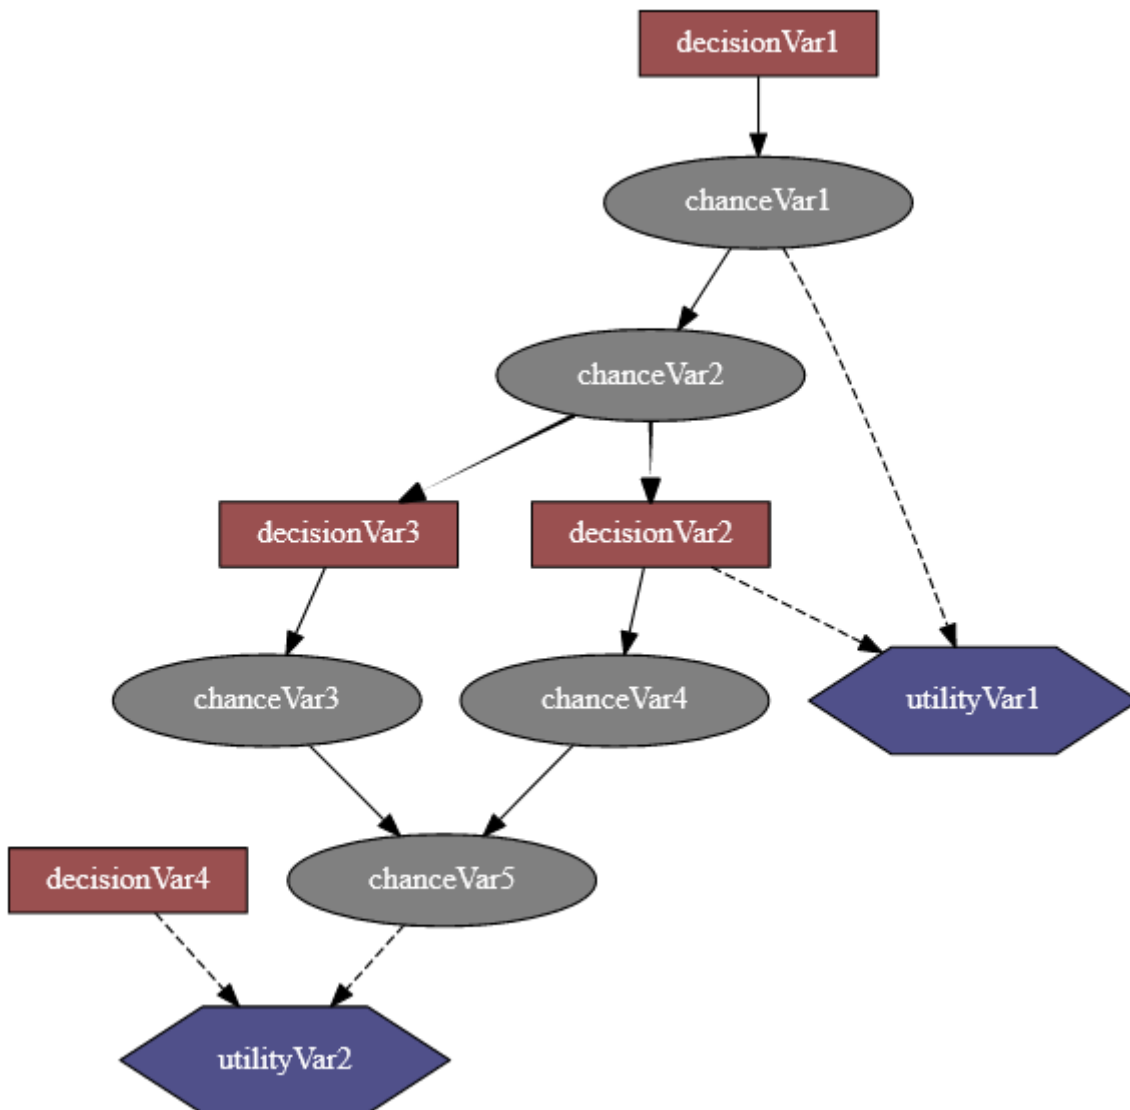 decisionVar1
chanceVar1
chanceVar2
decisionVar3
decisionVar2
chanceVar3
chanceVar4
utilityVar1
decisionVar4
chanceVar5
utilityVar2